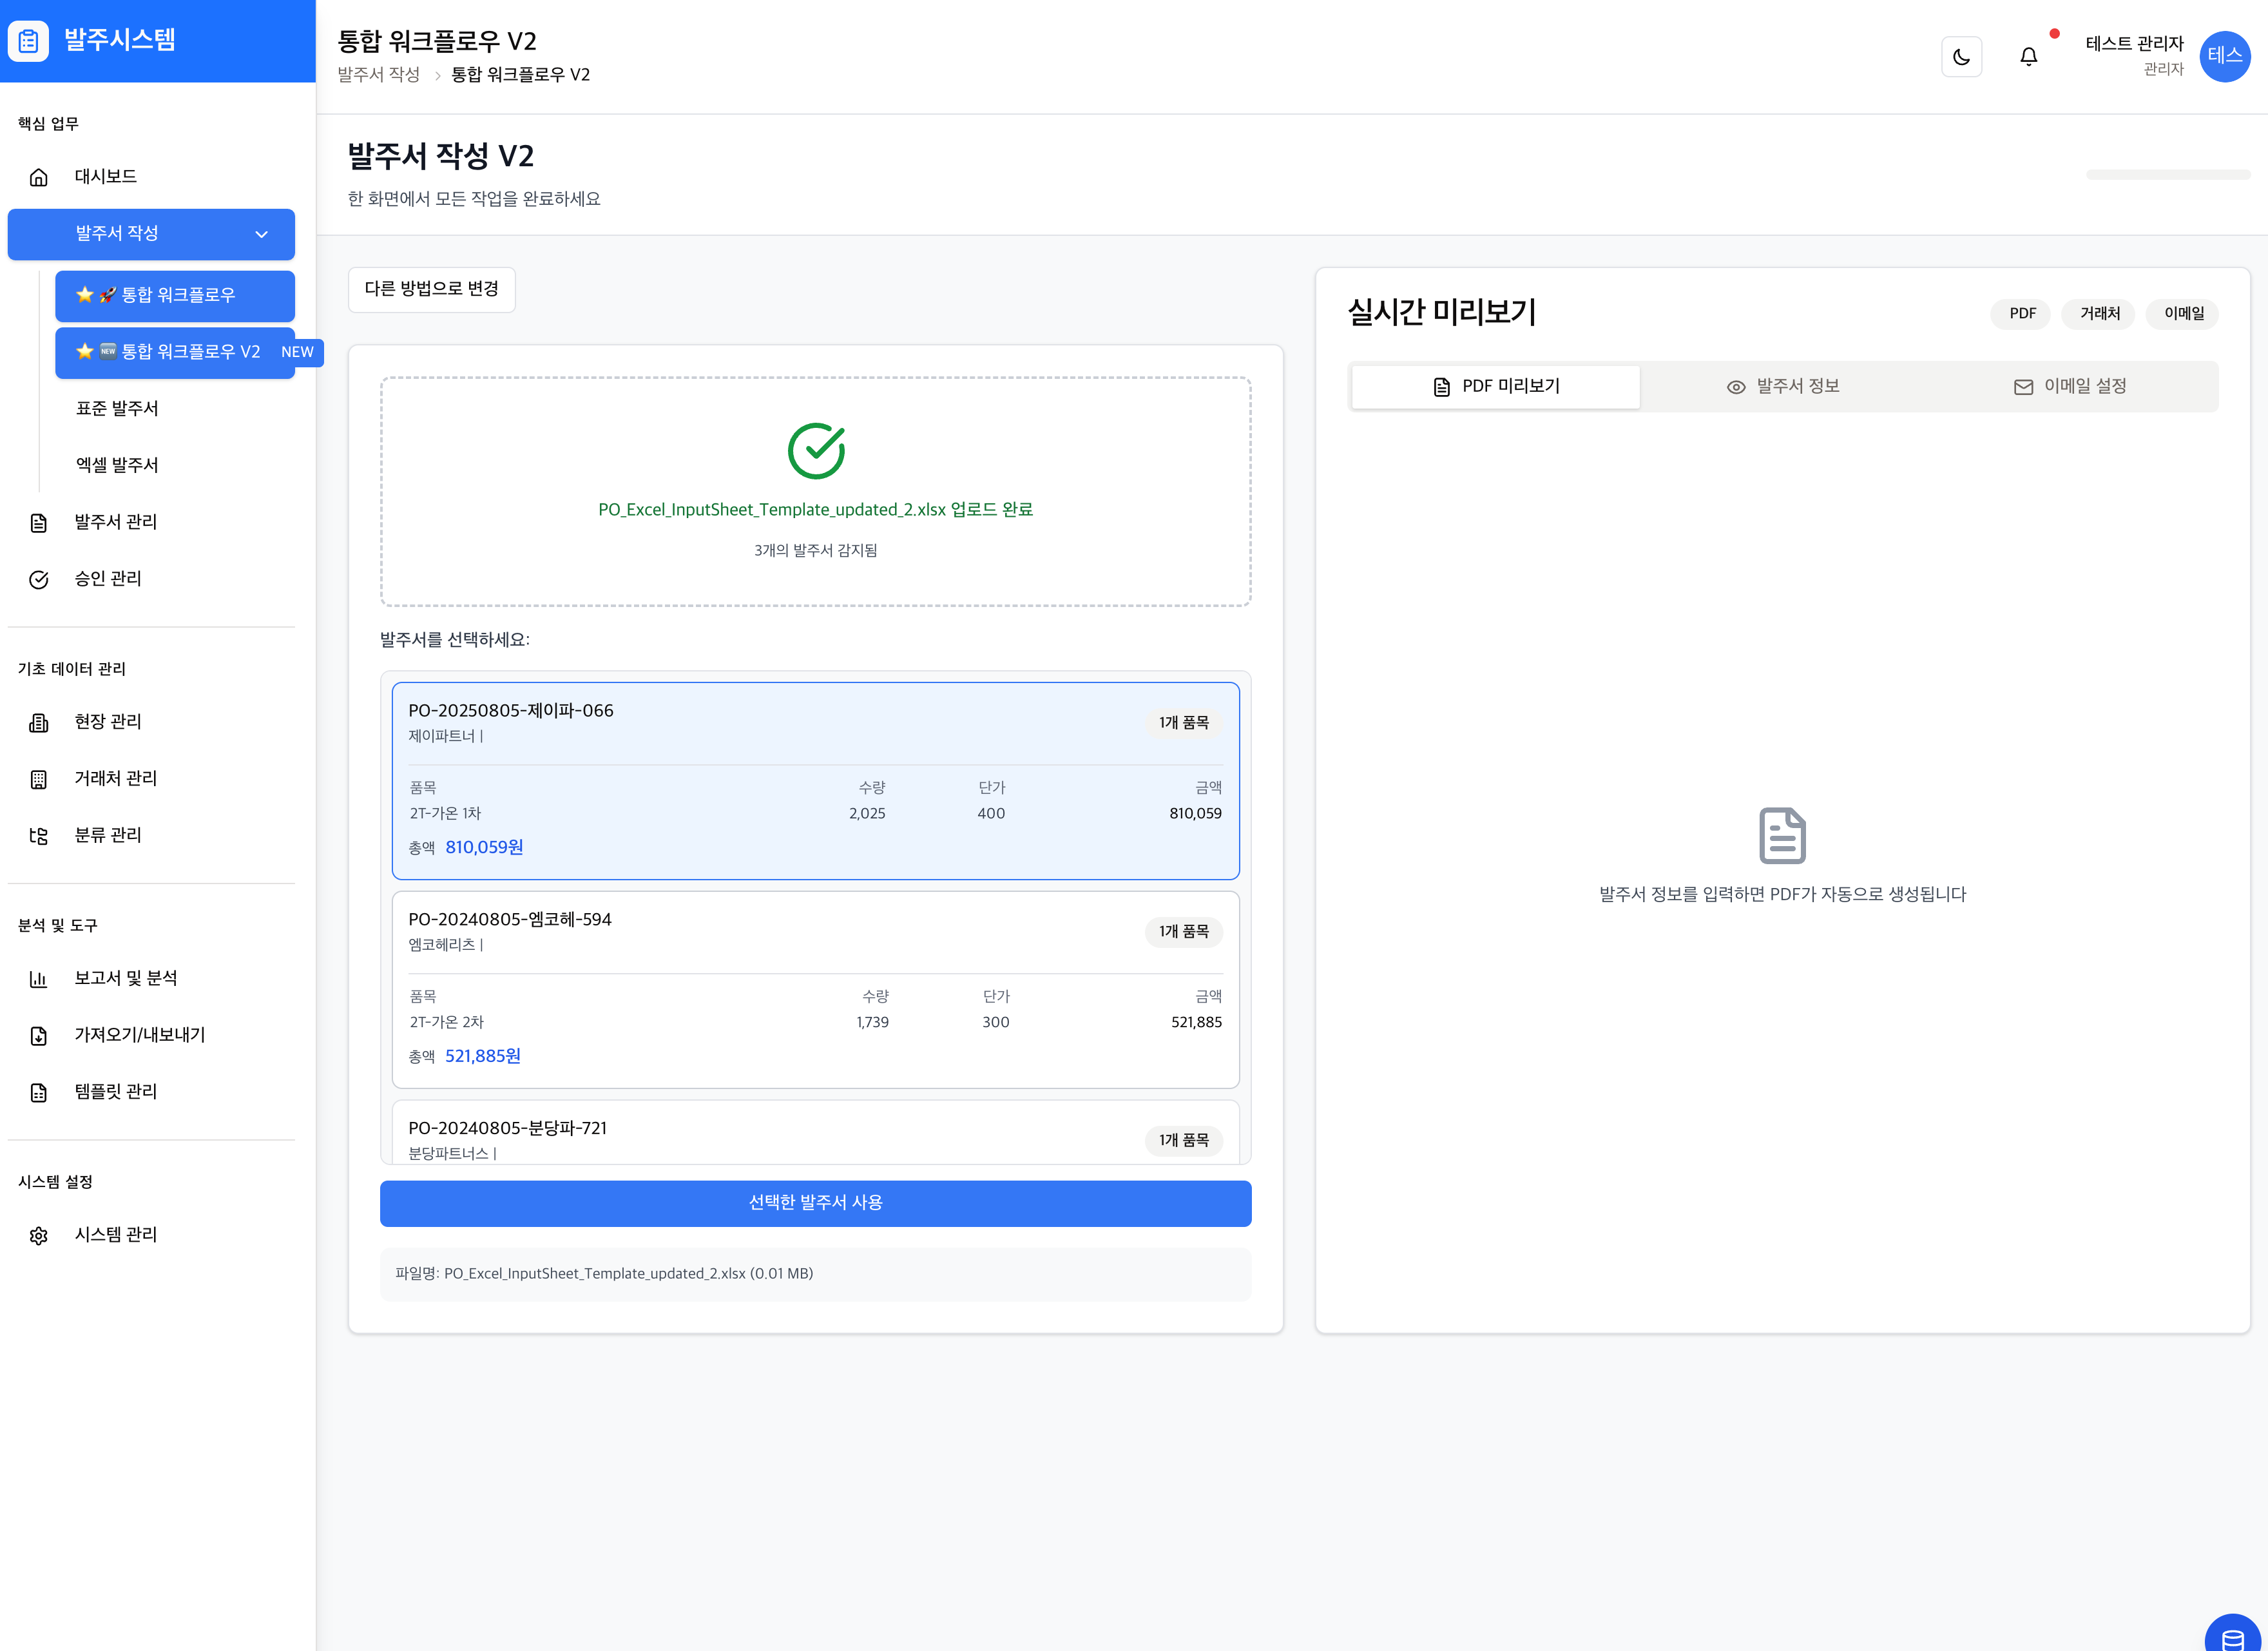 발주시스템
핵심 업무
대시보드
발주서 작성
⭐ 🚀 통합 워크플로우
⭐ 🆕 통합 워크플로우 V2 NEW
표준 발주서
엑셀 발주서
발주서 관리
승인 관리
기초 데이터 관리
현장 관리
거래처 관리
분류 관리
분석 및 도구
보고서 및 분석
가져오기/내보내기
템플릿 관리
시스템 설정
시스템 관리
통합 워크플로우 V2
발주서 작성 > 통합 워크플로우 V2
테스트 관리자
관리자
테스
발주서 작성 V2
한 화면에서 모든 작업을 완료하세요
다른 방법으로 변경
PO_Excel_InputSheet_Template_updated_2.xlsx 업로드 완료
3개의 발주서 감지됨
발주서를 선택하세요:
PO-20250805-제이파-066
제이파트너 |
1개 품목
품목 수량 단가 금액
2T-가온 1차 2,025 400 810,059
총액 810,059원
PO-20240805-엠코헤-594
엠코헤리츠 |
1개 품목
품목 수량 단가 금액
2T-가온 2차 1,739 300 521,885
총액 521,885원
PO-20240805-분당파-721
분당파트너스 |
1개 품목
선택한 발주서 사용
파일명: PO_Excel_InputSheet_Template_updated_2.xlsx (0.01 MB)
실시간 미리보기
PDF 거래처 이메일
PDF 미리보기 발주서 정보 이메일 설정
발주서 정보를 입력하면 PDF가 자동으로 생성됩니다